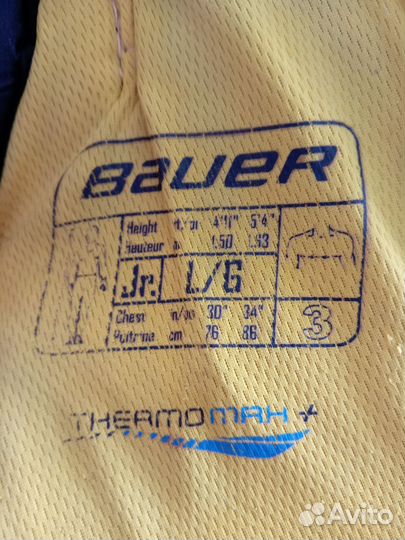 BAUER
Height 4'11" 5'4"
Hauteur 1.50 1.63
Jr. L/G
Chest 30" 34"
Poitrine cm 76 86
3
THERMOMAX+
Avito